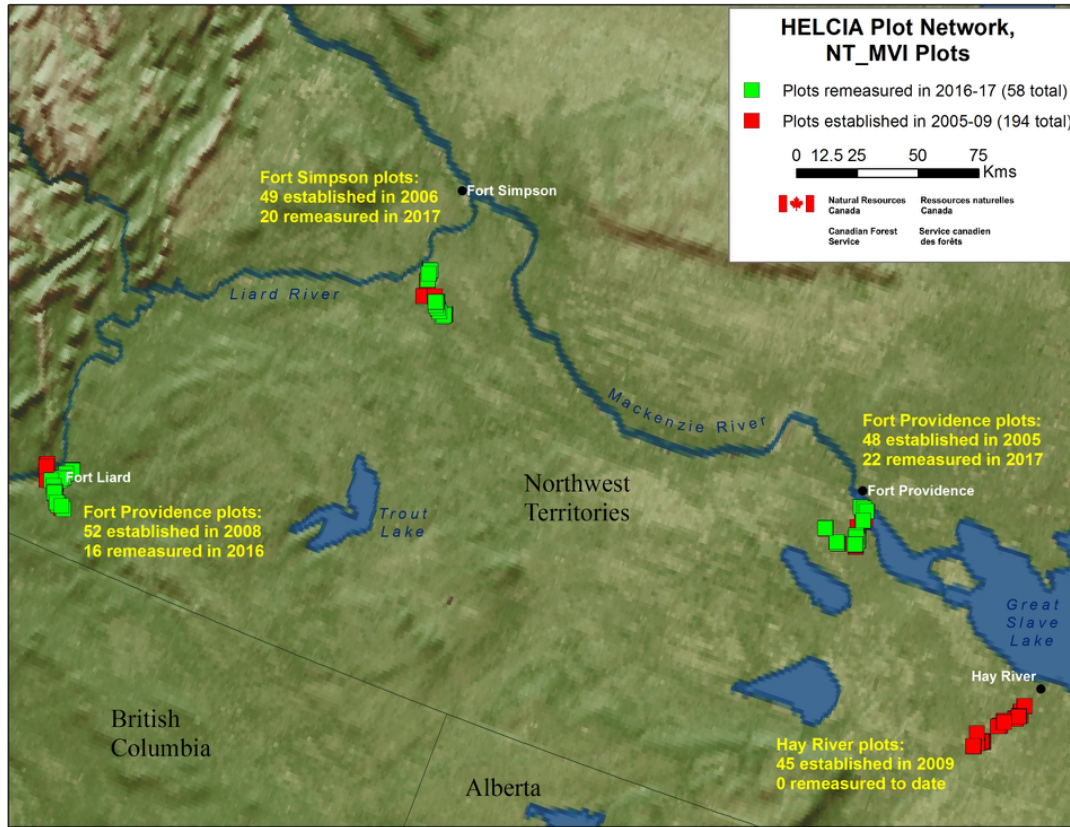 HELCIA Plot Network,
NT_MVI Plots
Plots remeasured in 2016-17 (58 total)
Plots established in 2005-09 (194 total)
0 12.5 25 50 75
Kms
Natural Resources
Canada
Ressources naturelles
Canada
Canadian Forest
Service
Service canadien
des forêts
Fort Simpson plots:
49 established in 2006
20 remeasured in 2017
Fort Simpson
Liard River
Mackenzie River
Fort Providence plots:
48 established in 2005
22 remeasured in 2017
Fort Providence
Fort Liard
Fort Providence plots:
52 established in 2008
16 remeasured in 2016
Trout
Lake
Northwest
Territories
Great
Slave
Lake
Hay River
Hay River plots:
45 established in 2009
0 remeasured to date
British
Columbia
Alberta